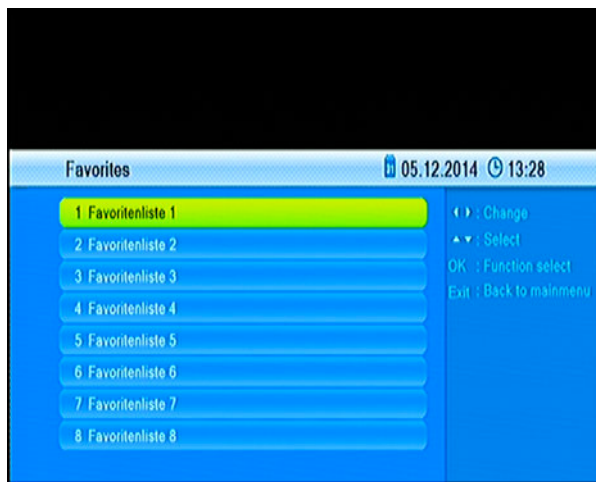 Favorites 31 05.12.2014 13:28
1 Favoritenliste 1
2 Favoritenliste 2
3 Favoritenliste 3
4 Favoritenliste 4
5 Favoritenliste 5
6 Favoritenliste 6
7 Favoritenliste 7
8 Favoritenliste 8
: Change
: Select
OK : Function select
Exit : Back to mainmenu